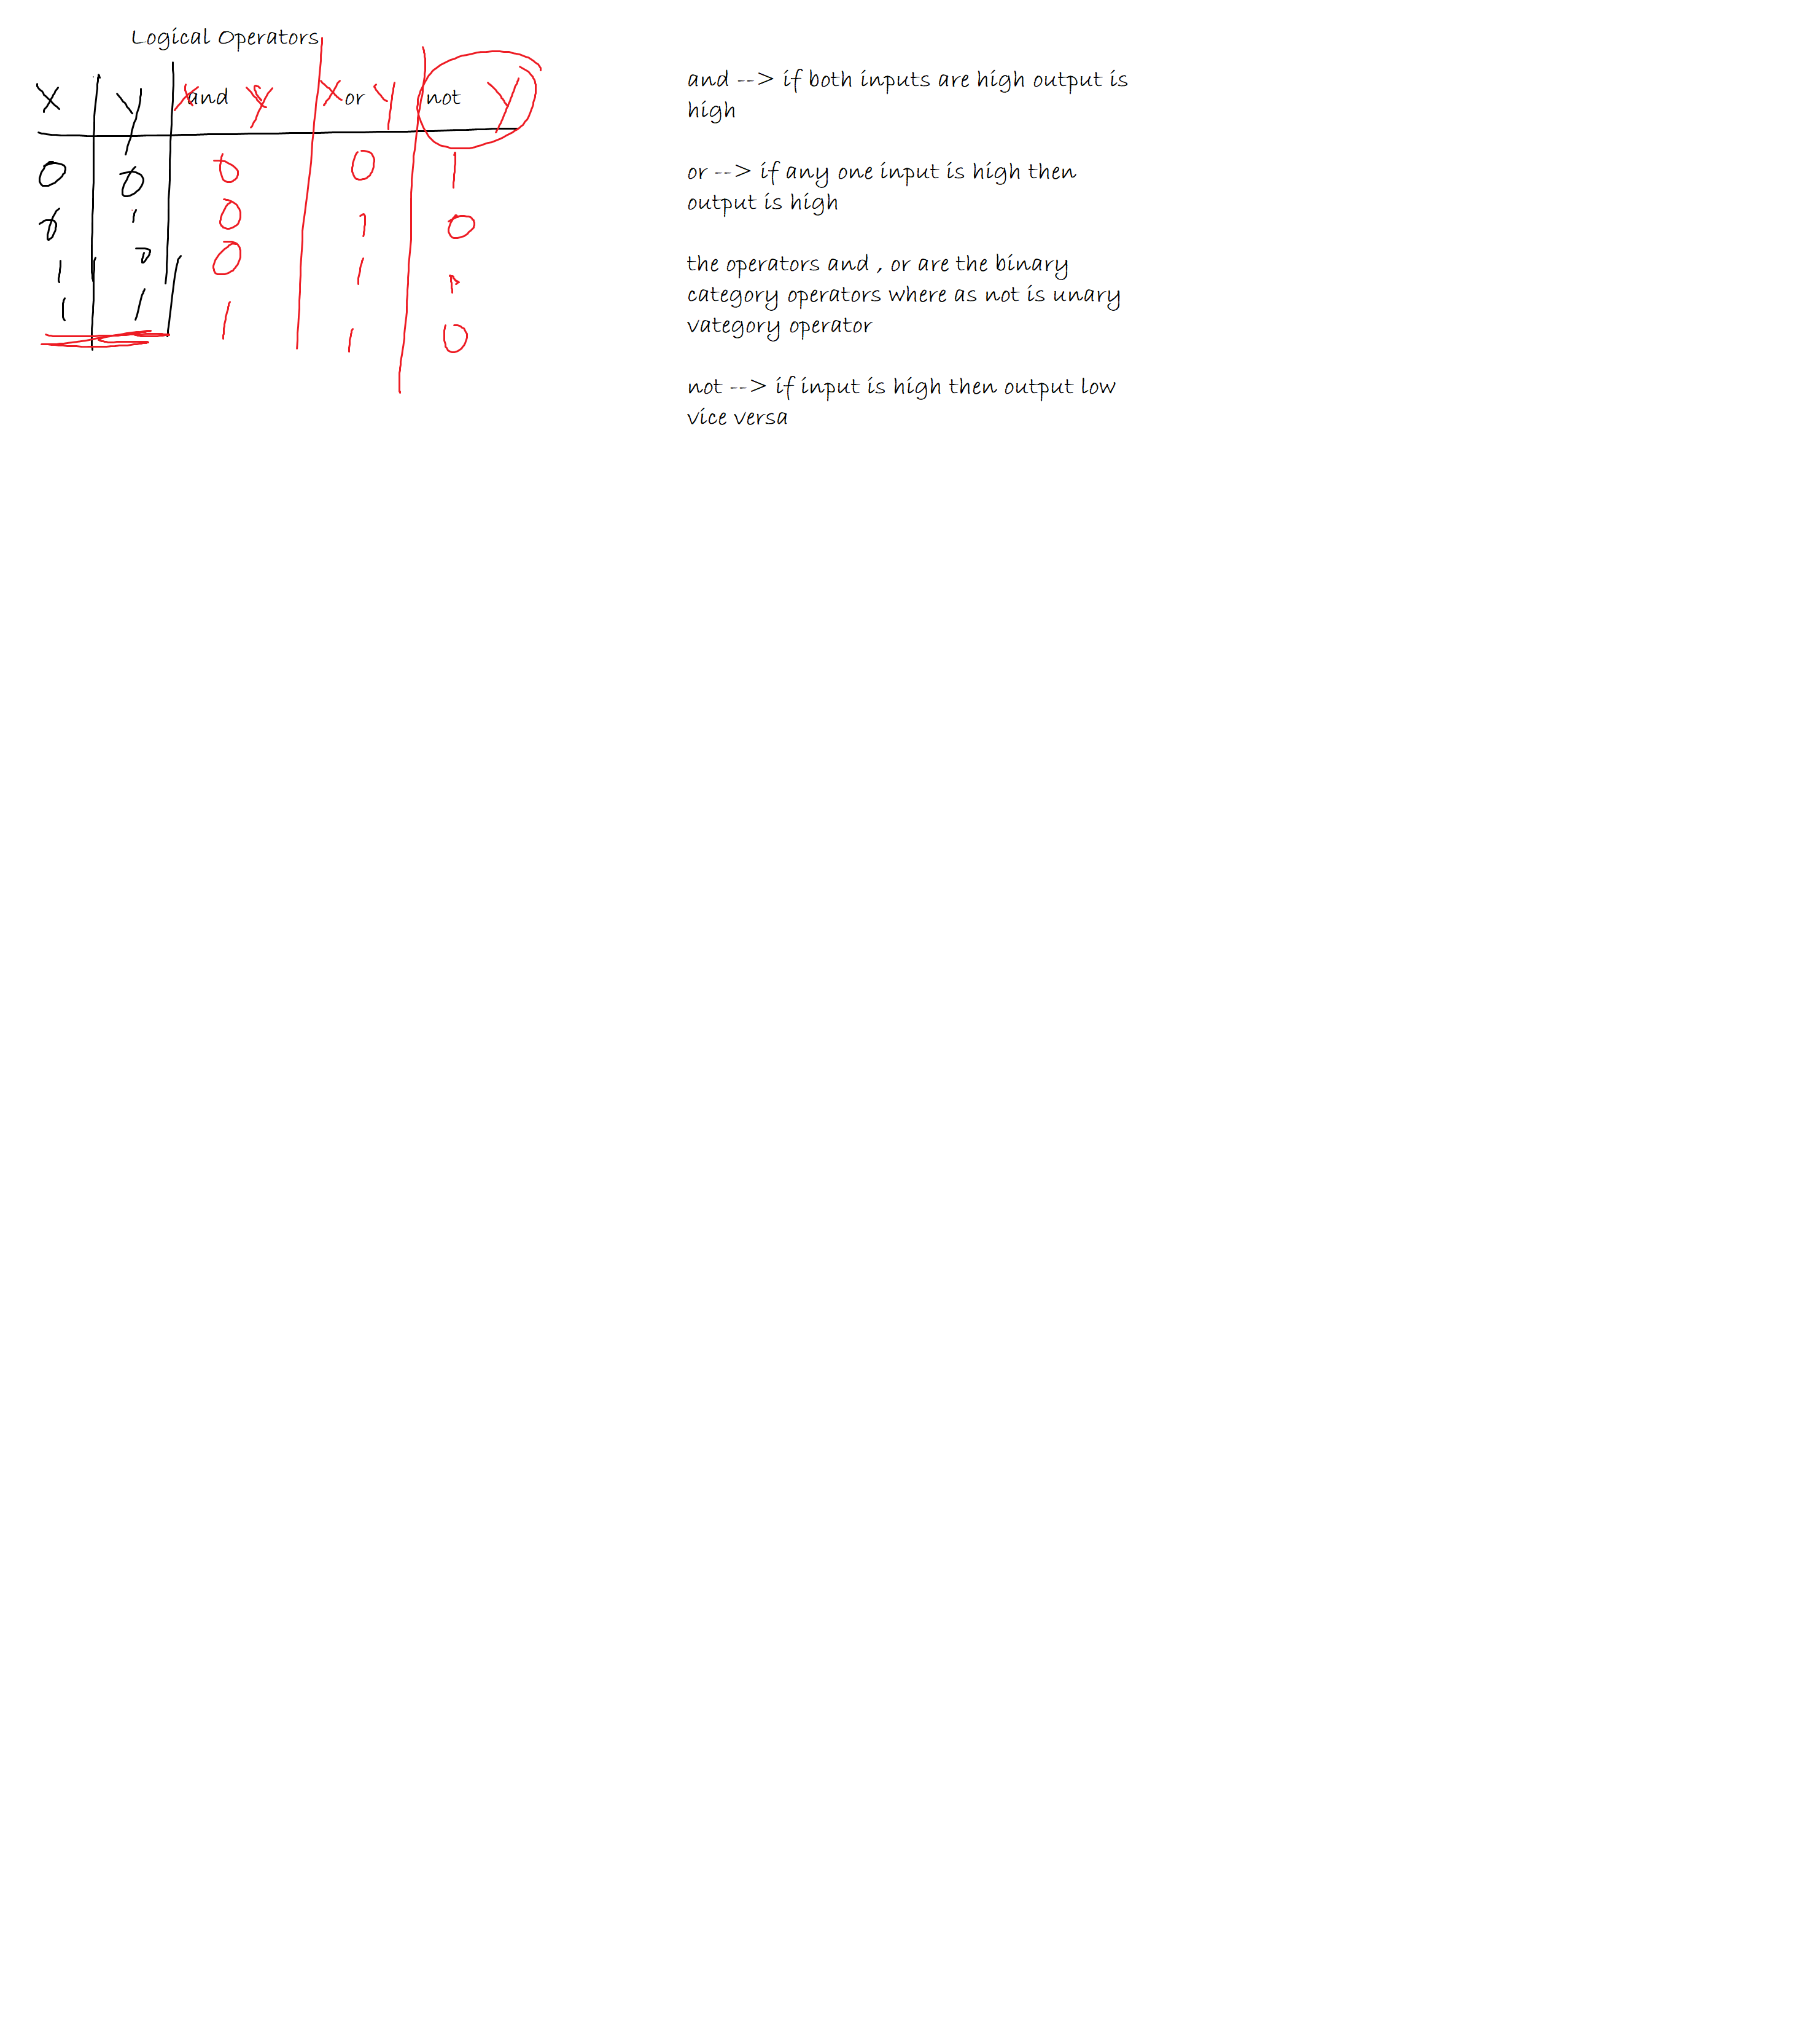 Logical Operators
X Y X and Y X or Y not Y
0 0 0 0 1
0 1 0 1 0
1 0 0 1
1 1 1 1 0
and --> if both inputs are high output is
high
or --> if any one input is high then
output is high
the operators and , or are the binary
category operators where as not is unary
vategory operator
not --> if input is high then output low
vice versa